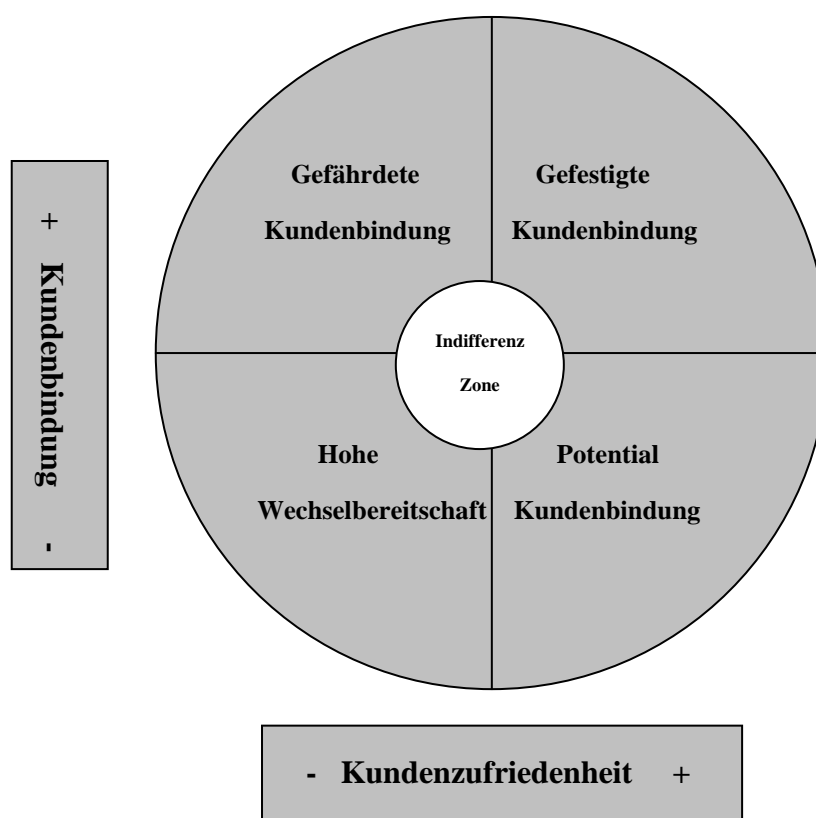 Gefährdete
Kundenbindung
Gefestigte
Kundenbindung
+ Kundenbindung -
Indifferenz
Zone
Hohe
Wechselbereitschaft
Potential
Kundenbindung
- Kundenzufriedenheit +